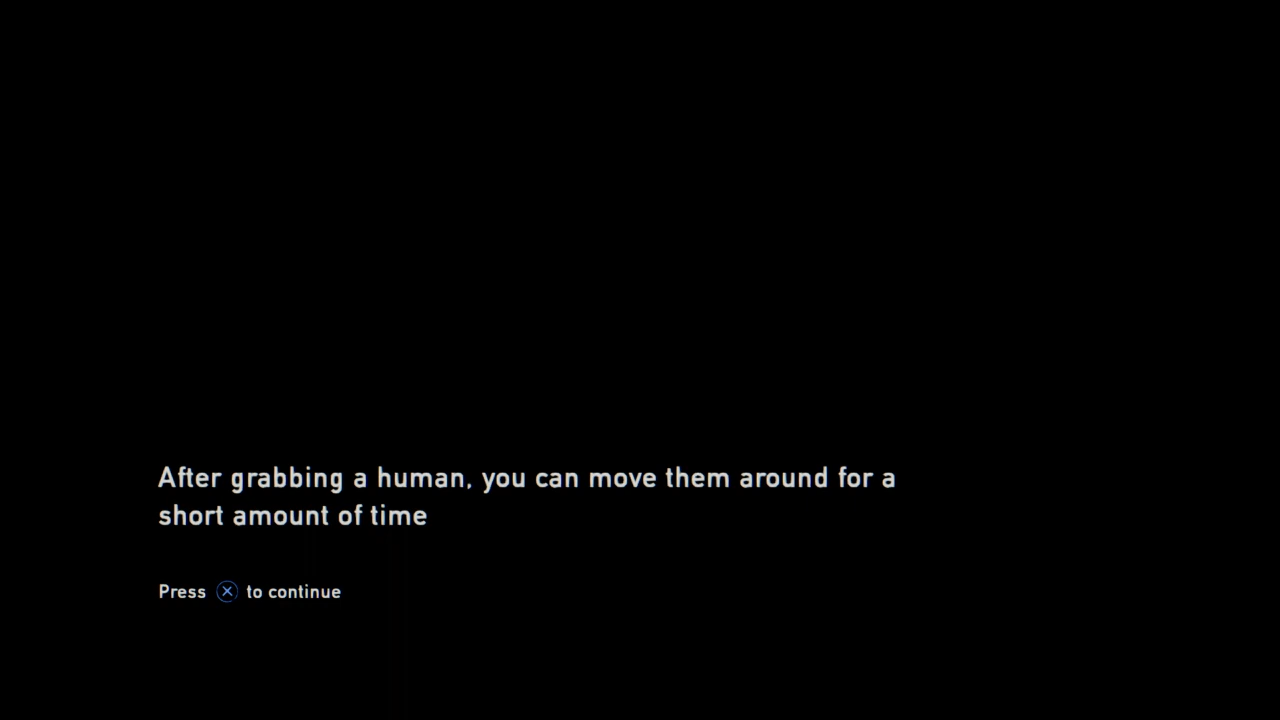 After grabbing a human, you can move them around for a
short amount of time
Press ⓧ to continue